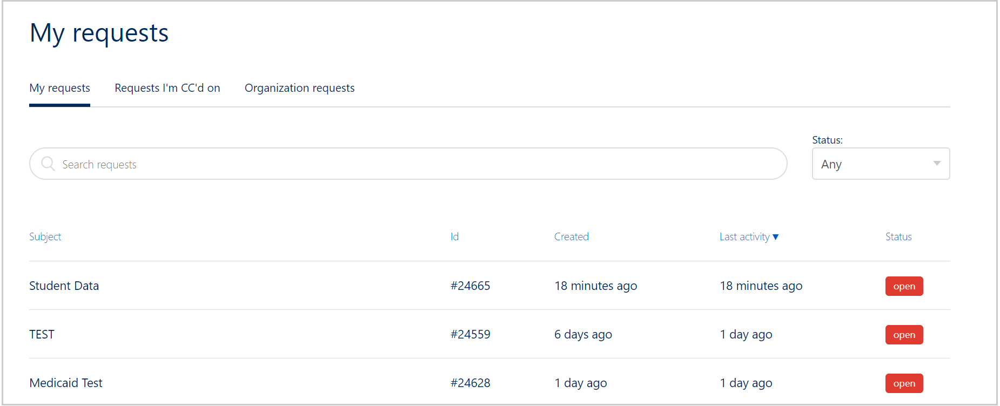 My requests
My requests Requests I'm CC'd on Organization requests
Status:
Search requests Any
Subject Id Created Last activity ▼ Status
Student Data #24665 18 minutes ago 18 minutes ago open
TEST #24559 6 days ago 1 day ago open
Medicaid Test #24628 1 day ago 1 day ago open